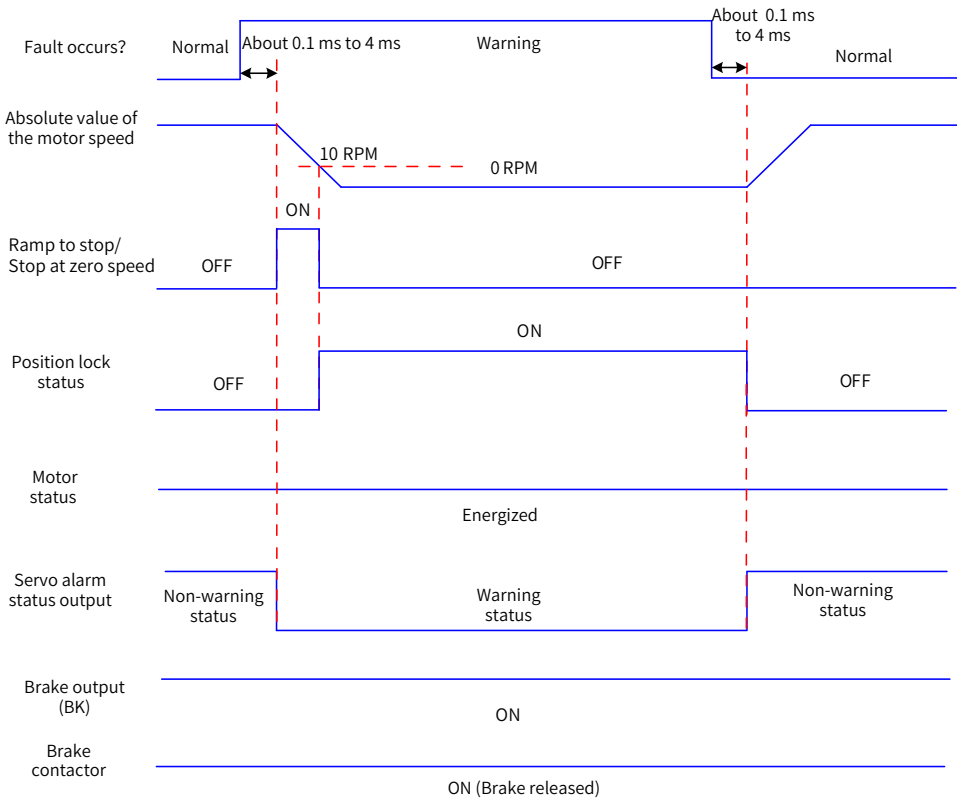 Fault occurs?
Normal
About 0.1 ms to 4 ms
Warning
About 0.1 ms
to 4 ms
Normal
Absolute value of
the motor speed
10 RPM
0 RPM
Ramp to stop/
Stop at zero speed
OFF
ON
OFF
Position lock
status
OFF
ON
OFF
Motor
status
Energized
Servo alarm
status output
Non-warning
status
Warning
status
Non-warning
status
Brake output
(BK)
ON
Brake
contactor
ON (Brake released)